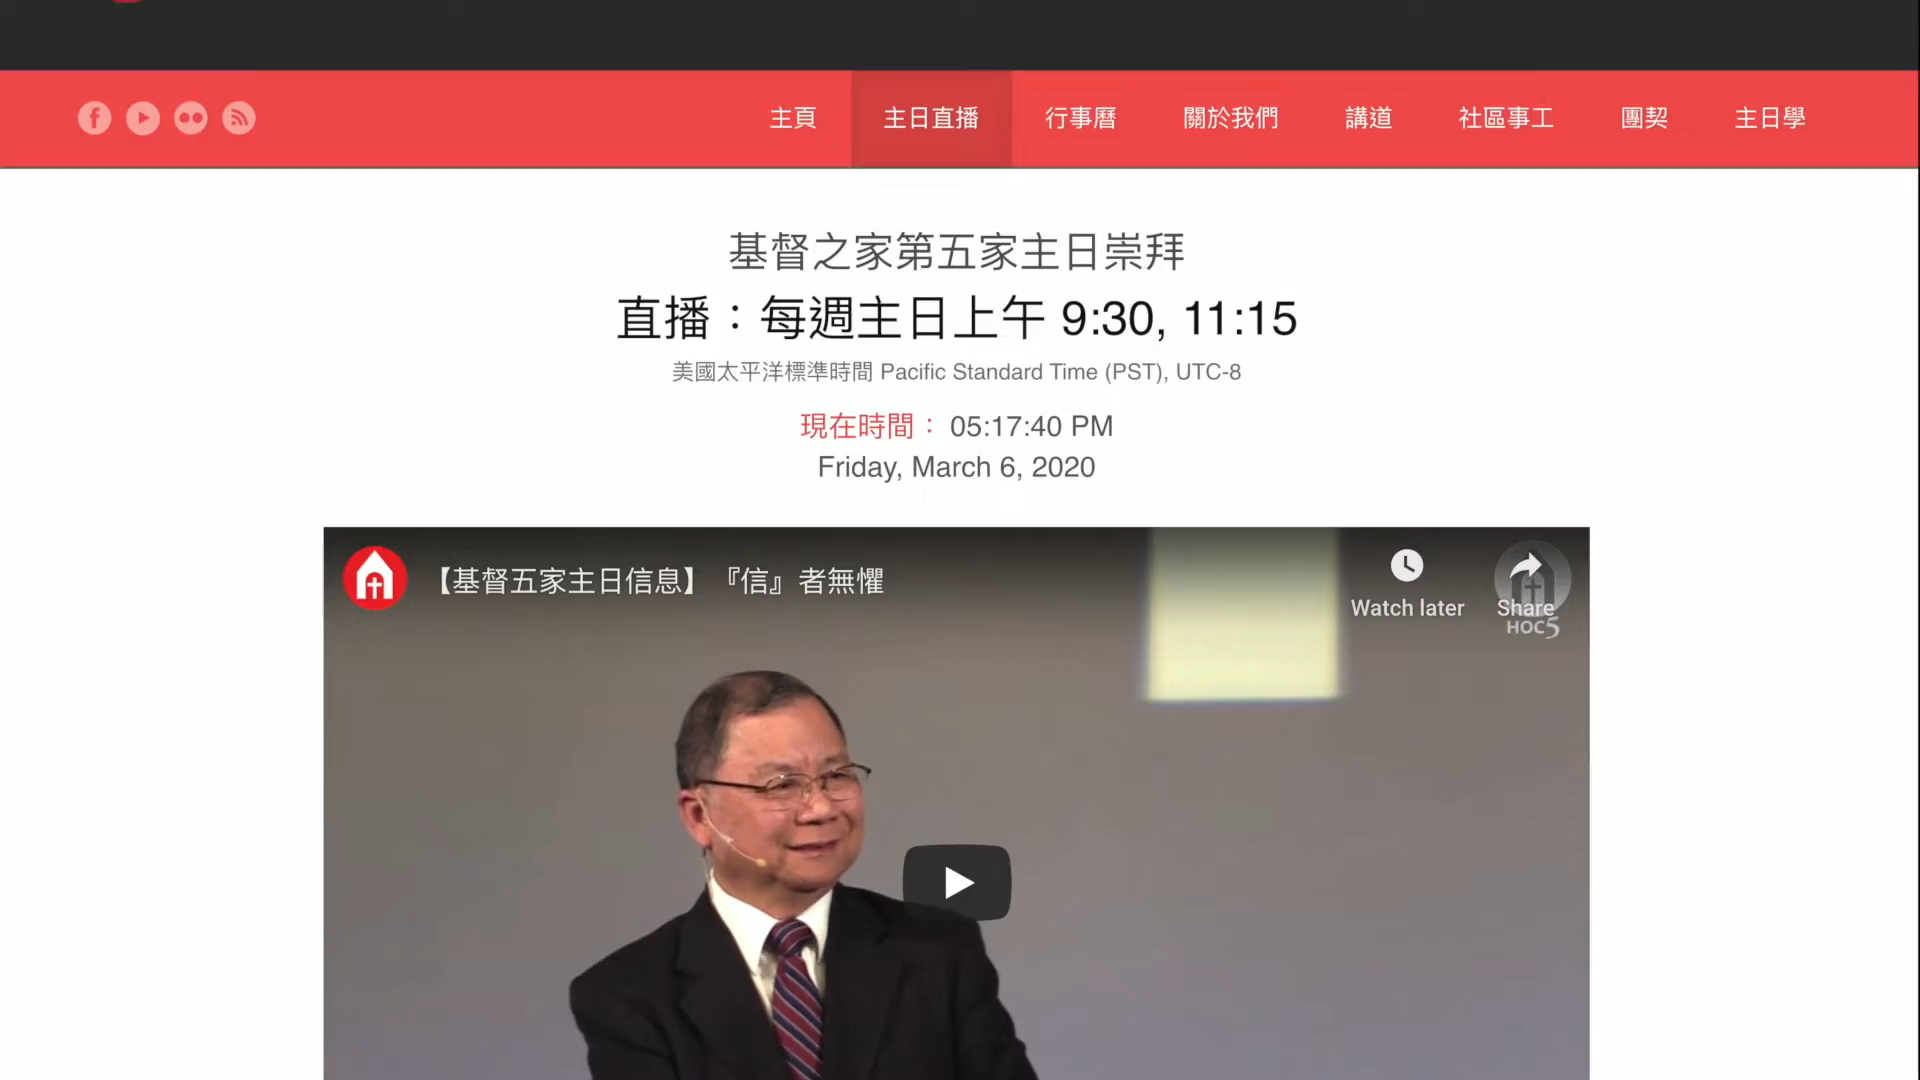 主頁
主日直播
行事曆
關於我們
講道
社區事工
團契
主日學
基督之家第五家主日崇拜
直播：每週主日上午 9:30, 11:15
美國太平洋標準時間 Pacific Standard Time (PST), UTC-8
現在時間： 05:17:40 PM
Friday, March 6, 2020
【基督五家主日信息】『信』者無懼
Watch later
Share
HOC5